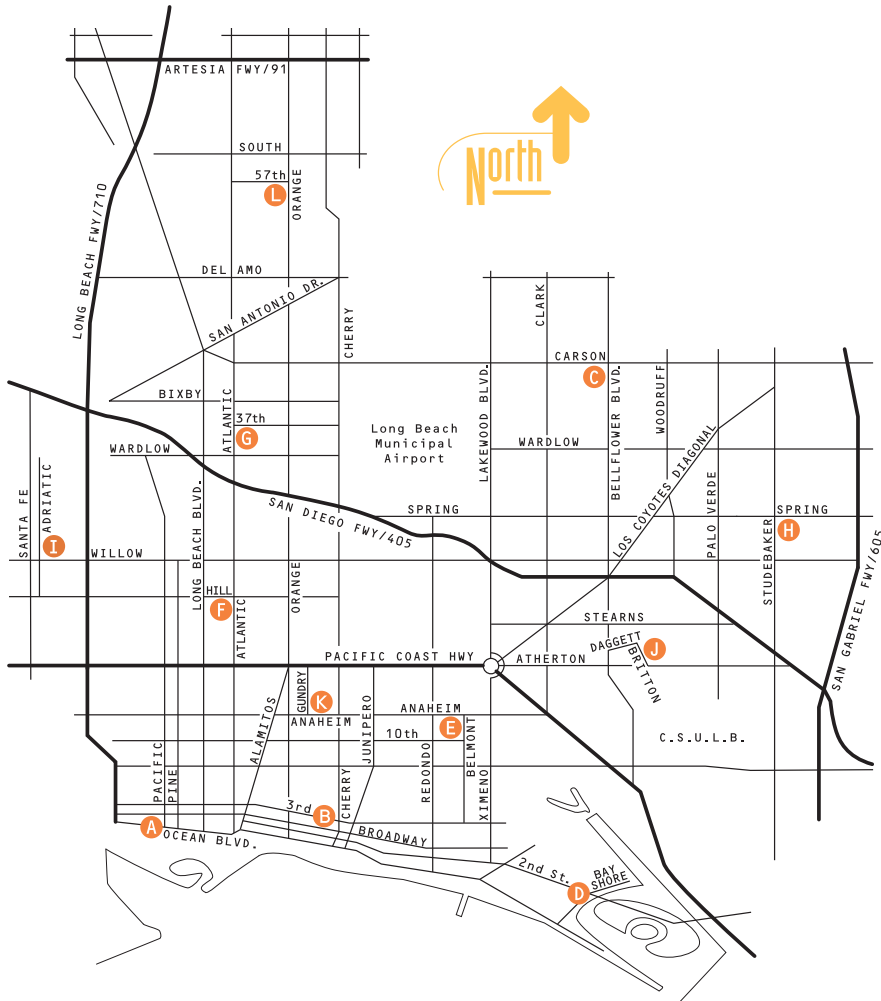 ARTESIA FWY/91
North
SOUTH
57th
L
ORANGE
LONG BEACH FWY/710
DEL AMO
SAN ANTONIO DR.
CHERRY
CLARK
CARSON
C
LAKEWOOD BLVD.
BELLFLOWER BLVD.
WOODRUFF
BIXBY
ATLANTIC
37th
G
Long Beach
Municipal
Airport
WARDLOW
WARDLOW
LOS COYOTES DIAGONAL
PALO VERDE
SANTA FE
ADRIATIC
I
LONG BEACH BLVD.
SAN DIEGO FWY/405
SPRING
SPRING
H
STUDEBAKER
SAN GABRIEL FWY/605
WILLOW
HILL
F
ORANGE
ATLANTIC
STEARNS
DAGGETT
BRITTON
J
PACIFIC COAST HWY
ATHERTON
GUNDRY
K
ALAMITOS
ANAHEIM
JUNIPERO
ANAHEIM
E
10th
REDONDO
BELMONT
XIMENO
C.S.U.L.B.
PACIFIC
PINE
3rd
B
CHERRY
A
OCEAN BLVD.
BROADWAY
2nd St.
D
BAY
SHORE